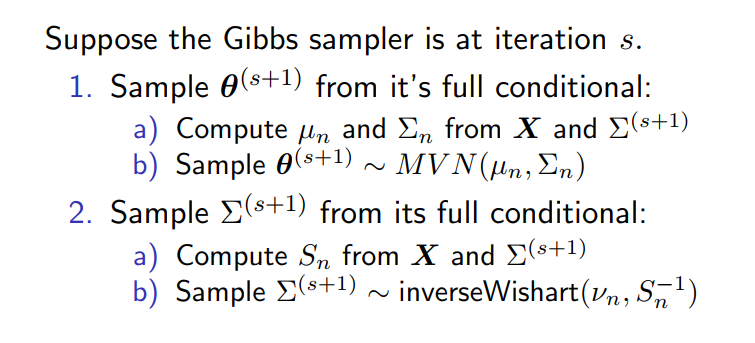 Suppose the Gibbs sampler is at iteration s.
1. Sample θ^(s+1) from it's full conditional:
a) Compute μ_n and Σ_n from X and Σ^(s+1)
b) Sample θ^(s+1) ∼ MVN(μ_n, Σ_n)
2. Sample Σ^(s+1) from its full conditional:
a) Compute S_n from X and Σ^(s+1)
b) Sample Σ^(s+1) ∼ inverseWishart(ν_n, S_n^−1)